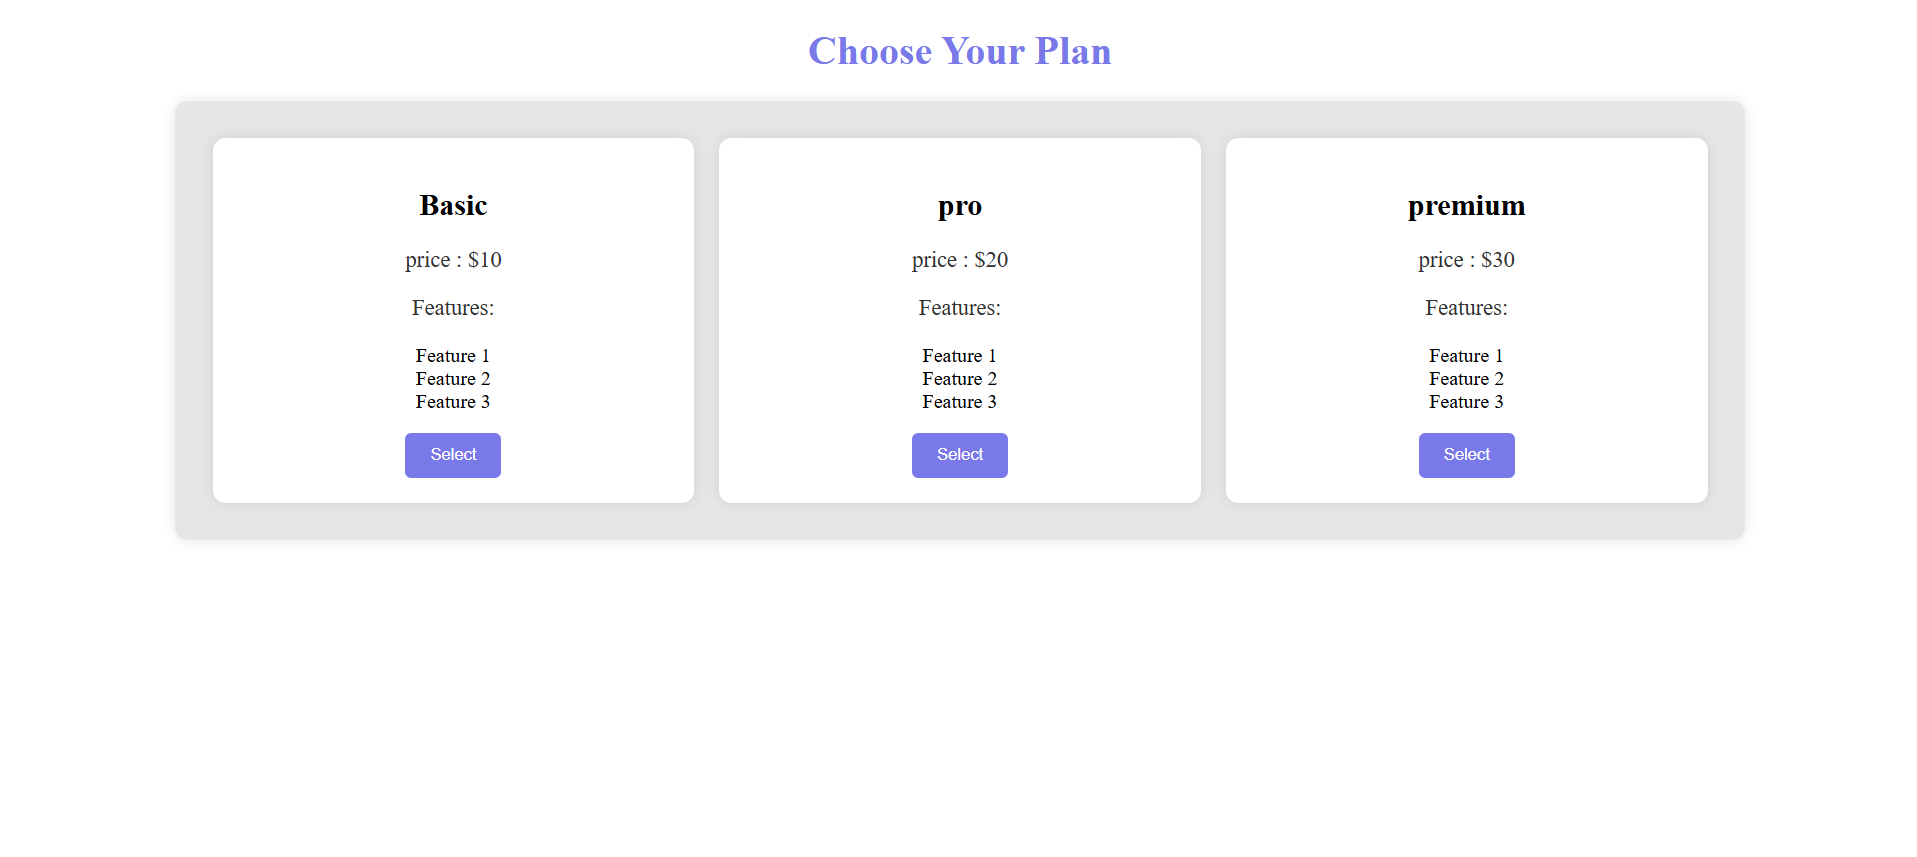 Choose Your Plan
Basic
price : $10
Features:
Feature 1
Feature 2
Feature 3
Select
pro
price : $20
Features:
Feature 1
Feature 2
Feature 3
Select
premium
price : $30
Features:
Feature 1
Feature 2
Feature 3
Select